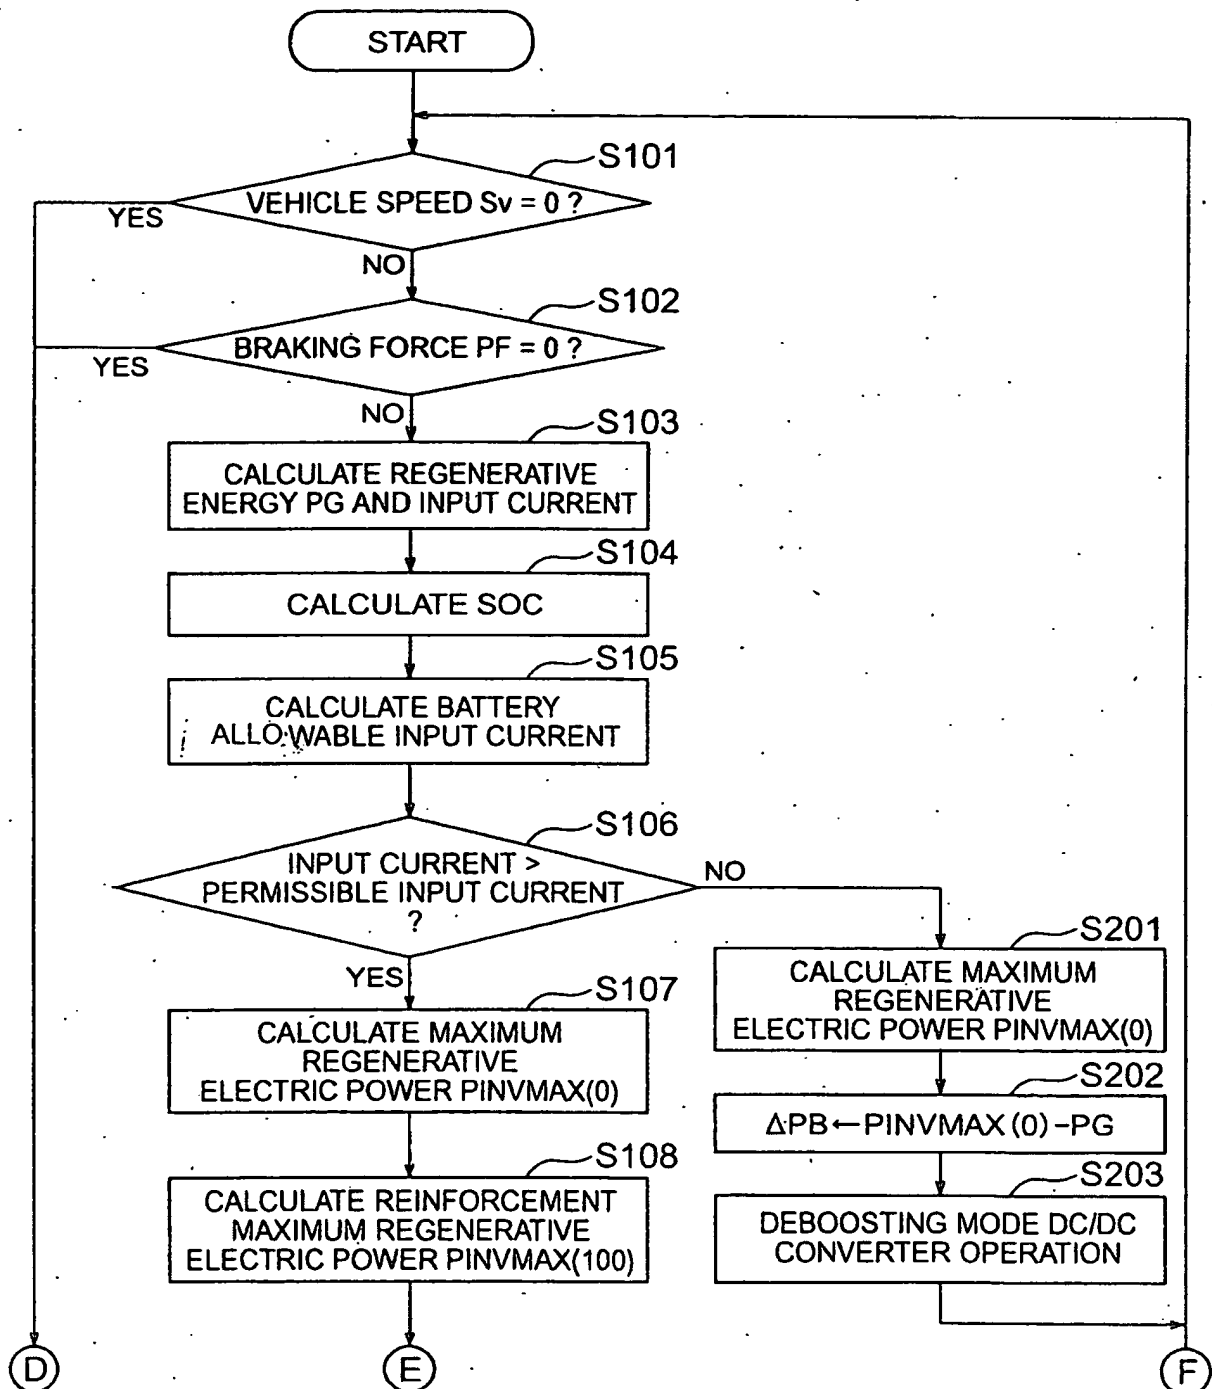 START
S101
VEHICLE SPEED Sv = 0 ?
YES
NO
S102
BRAKING FORCE PF = 0 ?
YES
NO
S103
CALCULATE REGENERATIVE
ENERGY PG AND INPUT CURRENT
S104
CALCULATE SOC
S105
CALCULATE BATTERY
ALLOWABLE INPUT CURRENT
S106
INPUT CURRENT >
PERMISSIBLE INPUT CURRENT
?
NO
YES
S107
CALCULATE MAXIMUM
REGENERATIVE
ELECTRIC POWER PINVMAX(0)
S108
CALCULATE REINFORCEMENT
MAXIMUM REGENERATIVE
ELECTRIC POWER PINVMAX(100)
S201
CALCULATE MAXIMUM
REGENERATIVE
ELECTRIC POWER PINVMAX(0)
S202
ΔPB←PINVMAX(0)-PG
S203
DEBOOSTING MODE DC/DC
CONVERTER OPERATION
D
E
F